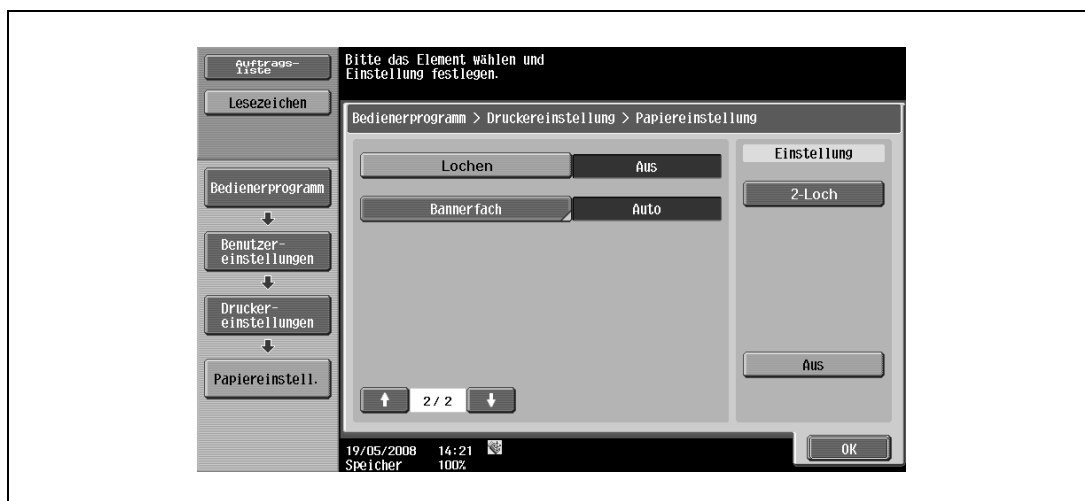 Auftrags-
liste
Bitte das Element wählen und
Einstellung festlegen.
Lesezeichen
Bedienerprogramm > Druckereinstellung > Papiereinstellung
Lochen
Aus
Einstellung
Bedienerprogramm
2-Loch
Bannerfach
Auto
Benutzer-
einstellungen
Drucker-
einstellungen
Papiereinstell.
Aus
2/ 2
19/05/2008 14:21
Speicher 100%
OK